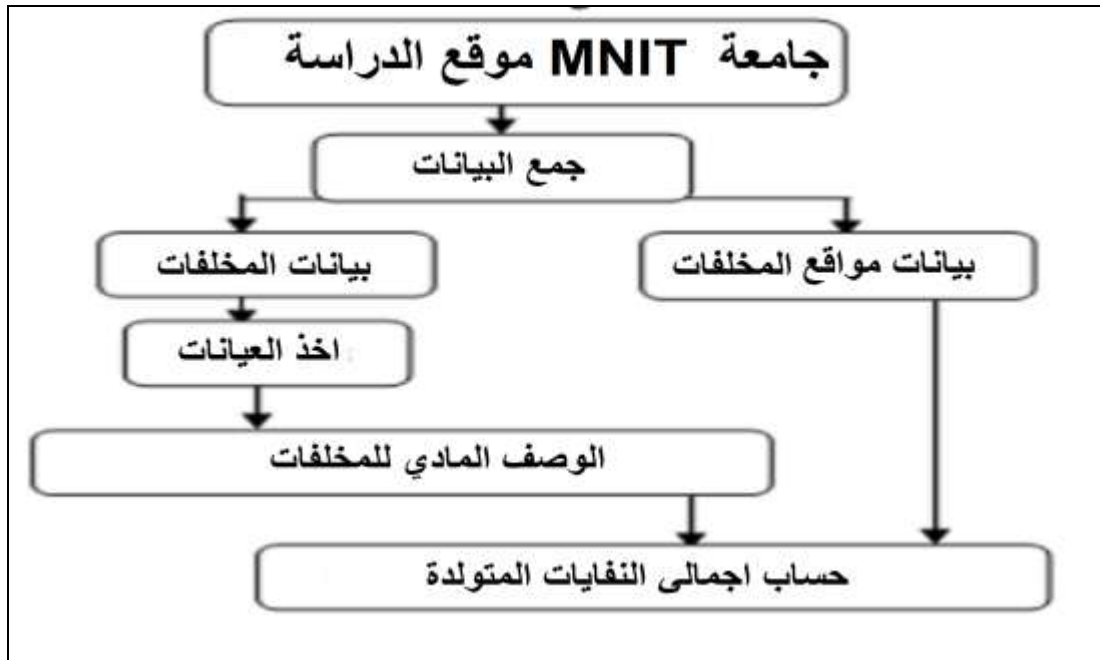 جامعة MNIT موقع الدراسة
جمع البيانات
بيانات مواقع المخلفات
بيانات المخلفات
اخذ العيانات
الوصف المادي للمخلفات
حساب اجمالى النفايات المتولدة